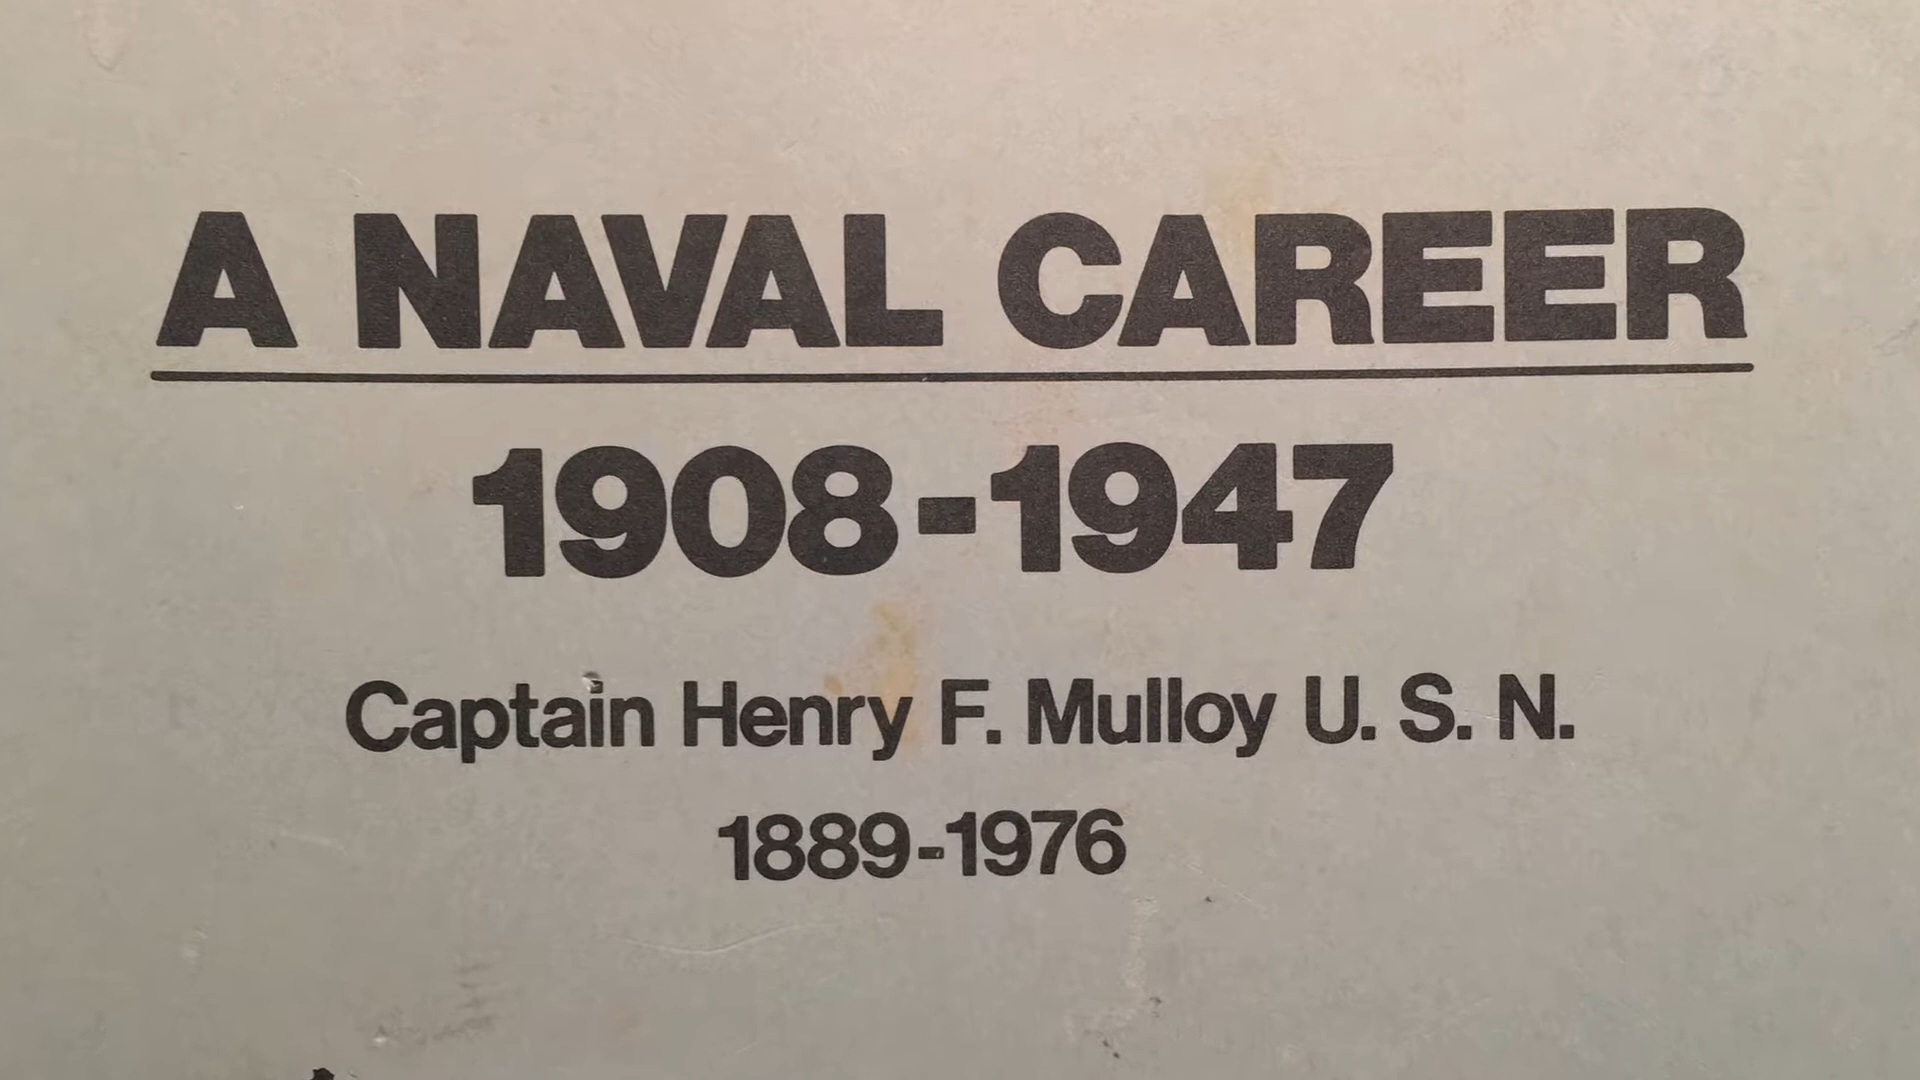 A NAVAL CAREER
1908-1947
Captain Henry F. Mulloy U. S. N.
1889-1976